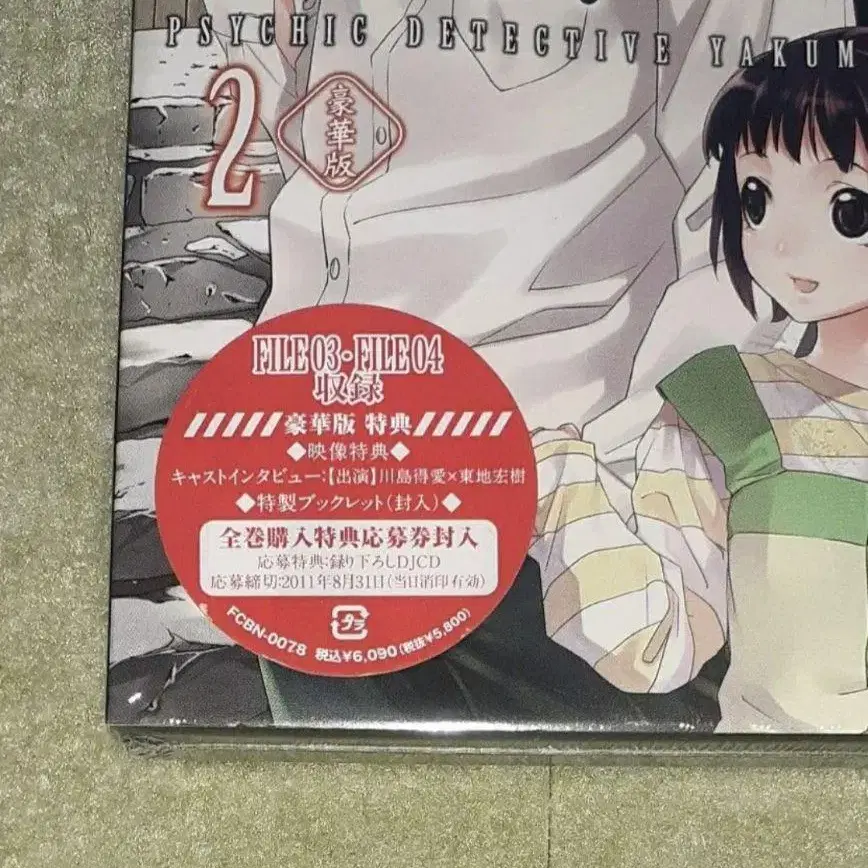 PSYCHIC DETECTIVE YAKUM
2
豪華版
FILE 03・FILE 04
収録
豪華版 特典
◆映像特典◆
キャストインタビュー:【出演】川島得愛×東地宏樹
◆特製ブックレット(封入)◆
全巻購入特典応募券封入
応募特典:録り下ろしDJCD
応募締切:2011年8月31日(当日消印有効)
FCBN-0078 税込¥6,090(税抜¥5,800)